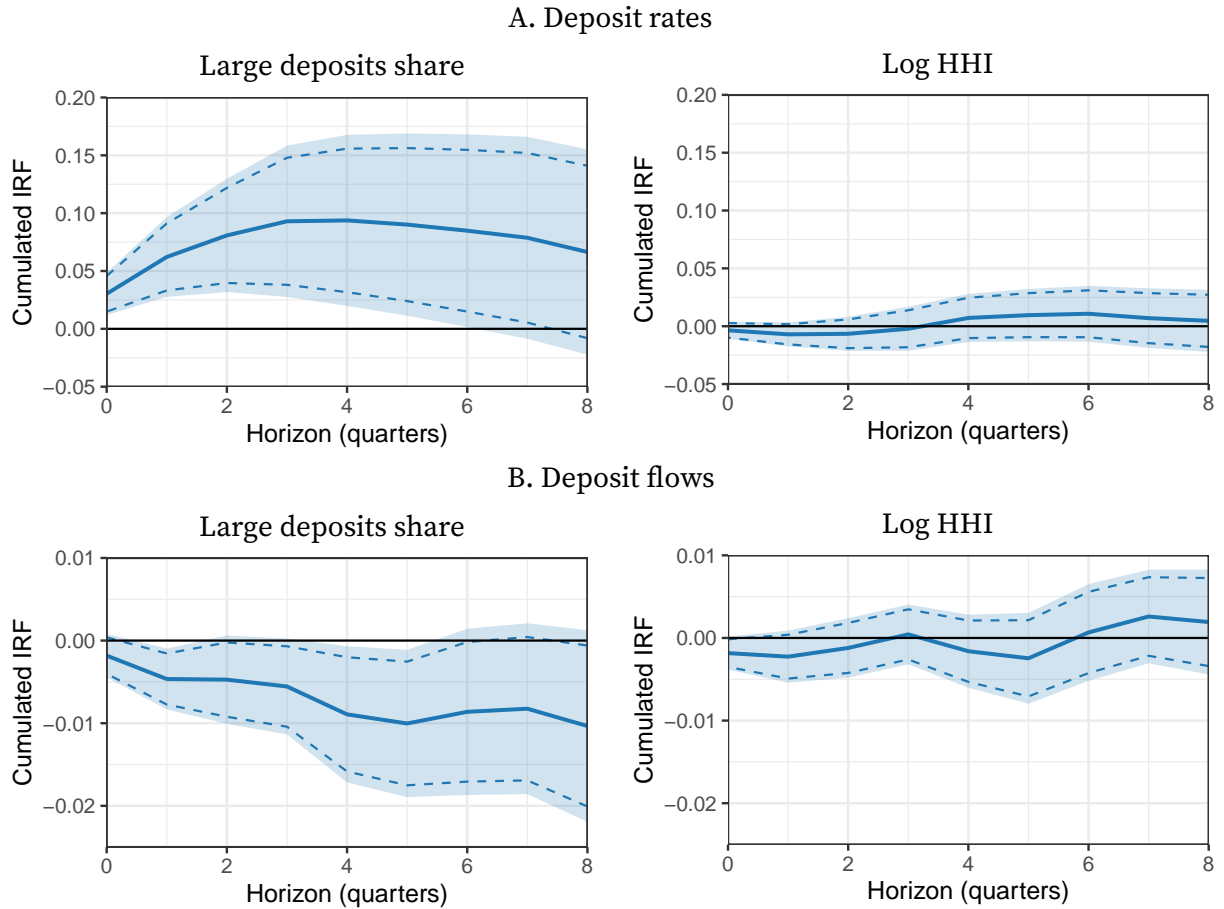 A. Deposit rates
Large deposits share
Cumulated IRF
0.20
0.15
0.10
0.05
0.00
−0.05
0
2
4
6
8
Horizon (quarters)
Log HHI
Cumulated IRF
0.20
0.15
0.10
0.05
0.00
−0.05
0
2
4
6
8
Horizon (quarters)
B. Deposit flows
Large deposits share
Cumulated IRF
0.01
0.00
−0.01
−0.02
0
2
4
6
8
Horizon (quarters)
Log HHI
Cumulated IRF
0.01
0.00
−0.01
−0.02
0
2
4
6
8
Horizon (quarters)